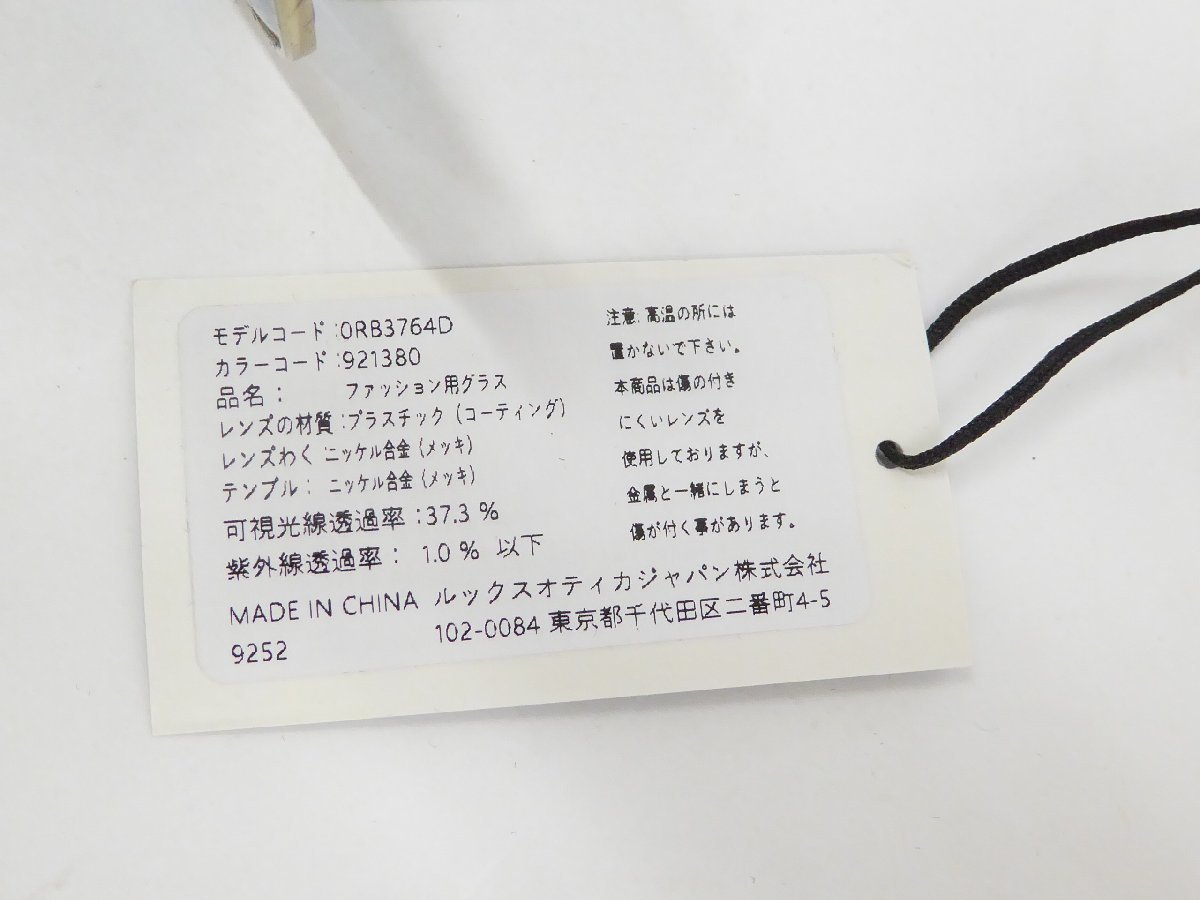 モデルコード:0RB3764D
カラーコード:921380
品名: ファッション用グラス
レンズの材質:プラスチック(コーティング)
レンズわく ニッケル合金(メッキ)
テンプル: ニッケル合金(メッキ)
可視光線透過率:37.3 %
紫外線透過率: 1.0 % 以下
注意:高温の所には
置かないで下さい。
本商品は傷の付き
にくいレンズを
使用しておりますが、
金属と一緒にしまうと
傷が付く事があります。
MADE IN CHINA ルックスオティカジャパン株式会社
9252 102-0084 東京都千代田区二番町4-5